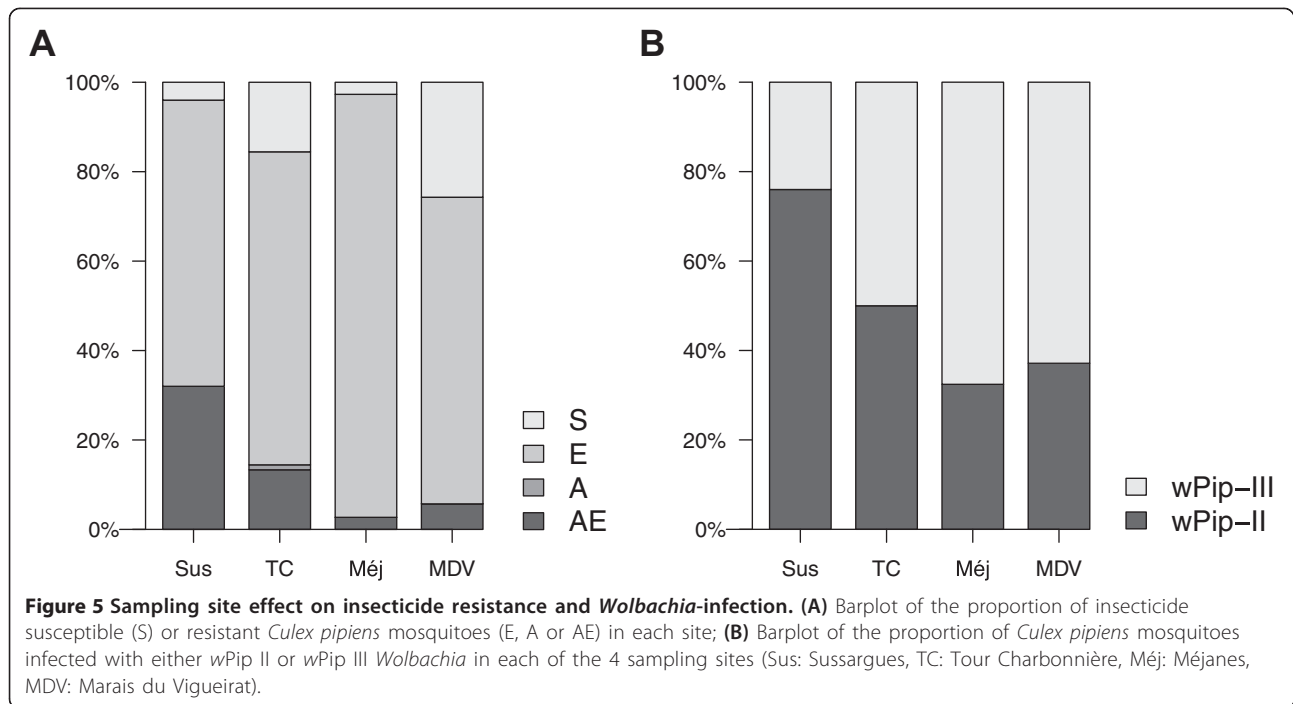 A
100%
80%
60%
40%
20%
0%
Sus TC Méj MDV
S
E
A
AE
B
100%
80%
60%
40%
20%
0%
Sus TC Méj MDV
wPip–III
wPip–II
Figure 5 Sampling site effect on insecticide resistance and Wolbachia-infection. (A) Barplot of the proportion of insecticide
susceptible (S) or resistant Culex pipiens mosquitoes (E, A or AE) in each site; (B) Barplot of the proportion of Culex pipiens mosquitoes
infected with either wPip II or wPip III Wolbachia in each of the 4 sampling sites (Sus: Sussargues, TC: Tour Charbonnière, Méj: Méjanes,
MDV: Marais du Vigueirat).